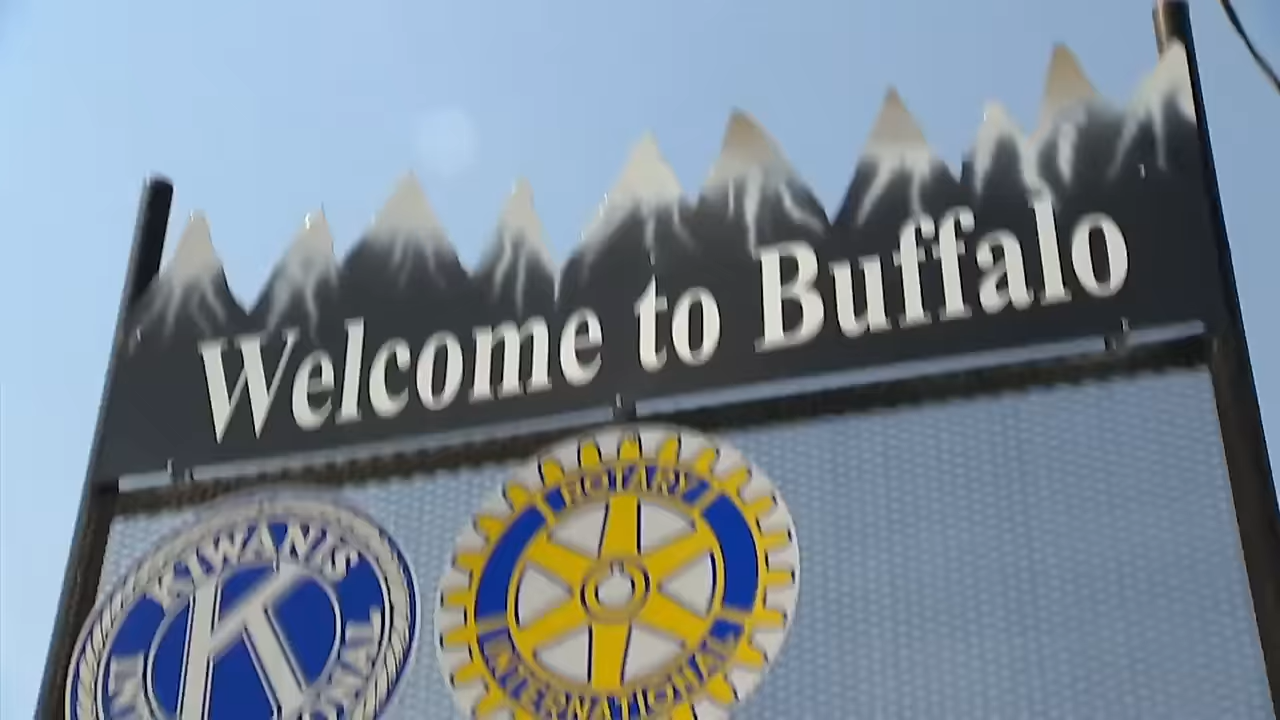 Welcome to Buffalo
ROTARY
INTERNATIONAL
KIWANIS
K